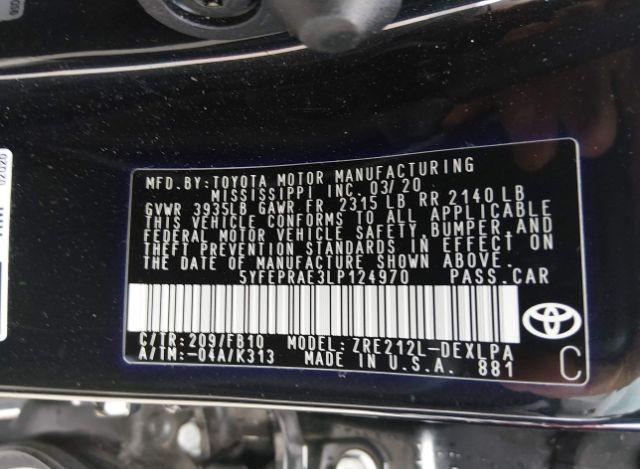 MFD.BY:TOYOTA MOTOR MANUFACTURING
MISSISSIPPI INC. 03/20
GVWR 3935LB GAWR FR 2315 LB RR 2140 LB
THIS VEHICLE CONFORMS TO ALL APPLICABLE
FEDERAL MOTOR VEHICLE SAFETY, BUMPER, AND
THEFT PREVENTION STANDARDS IN EFFECT ON
THE DATE OF MANUFACTURE SHOWN ABOVE.
5YFEPRAE3LP124970 PASS.CAR
C/TR:209/FB10 MODEL:ZRE212L-DEXLPA
A/TM:-04A/K313 MADE IN U.S.A. 881
C